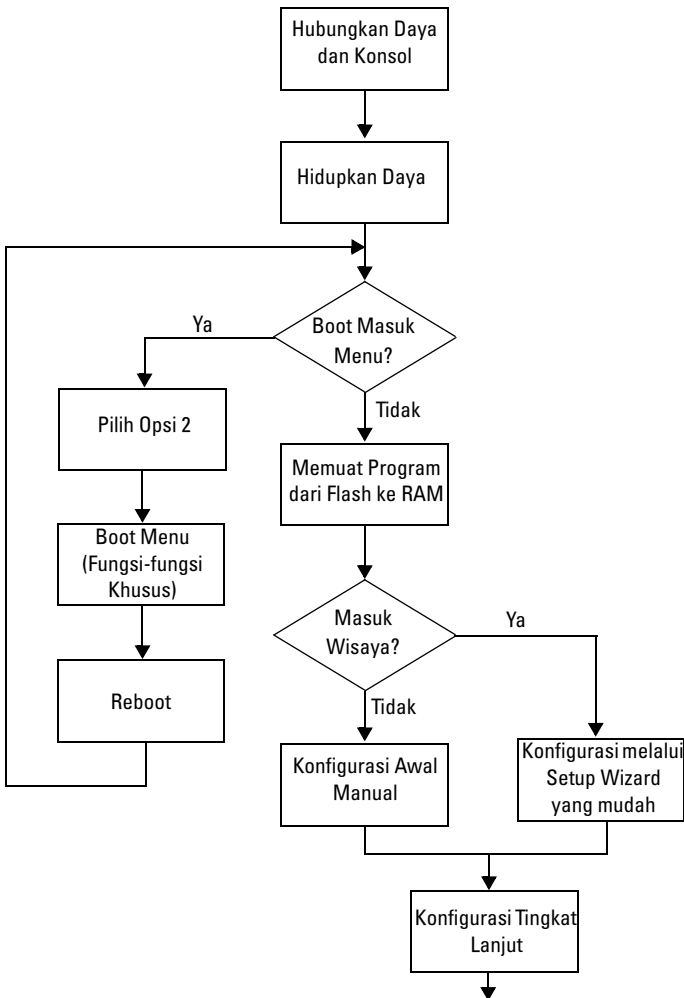 Hubungkan Daya
dan Konsol
Hidupkan Daya
Boot Masuk
Menu?
Ya
Tidak
Pilih Opsi 2
Memuat Program
dari Flash ke RAM
Boot Menu
(Fungsi-fungsi
Khusus)
Masuk
Wisaya?
Ya
Tidak
Reboot
Konfigurasi Awal
Manual
Konfigurasi melalui
Setup Wizard
yang mudah
Konfigurasi Tingkat
Lanjut